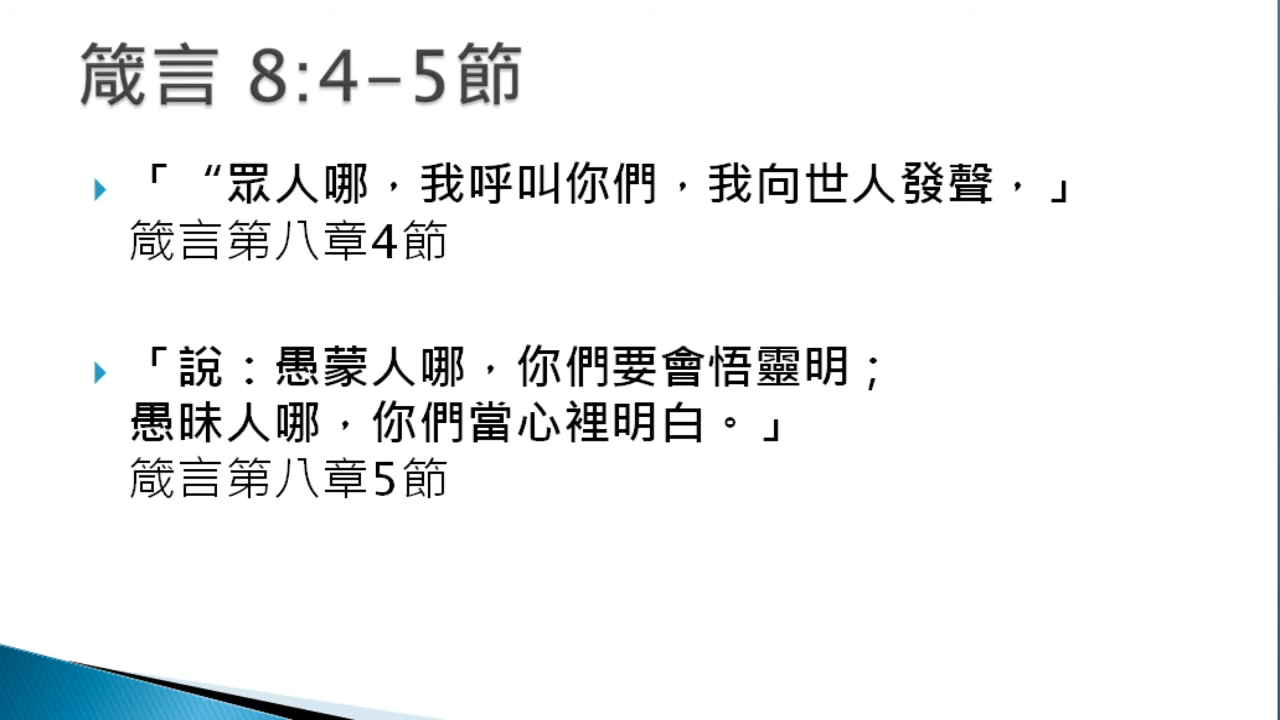 箴言 8:4-5節
「“眾人哪，我呼叫你們，我向世人發聲，」
箴言第八章4節
「說：愚蒙人哪，你們要會悟靈明；
愚昧人哪，你們當心裡明白。」
箴言第八章5節